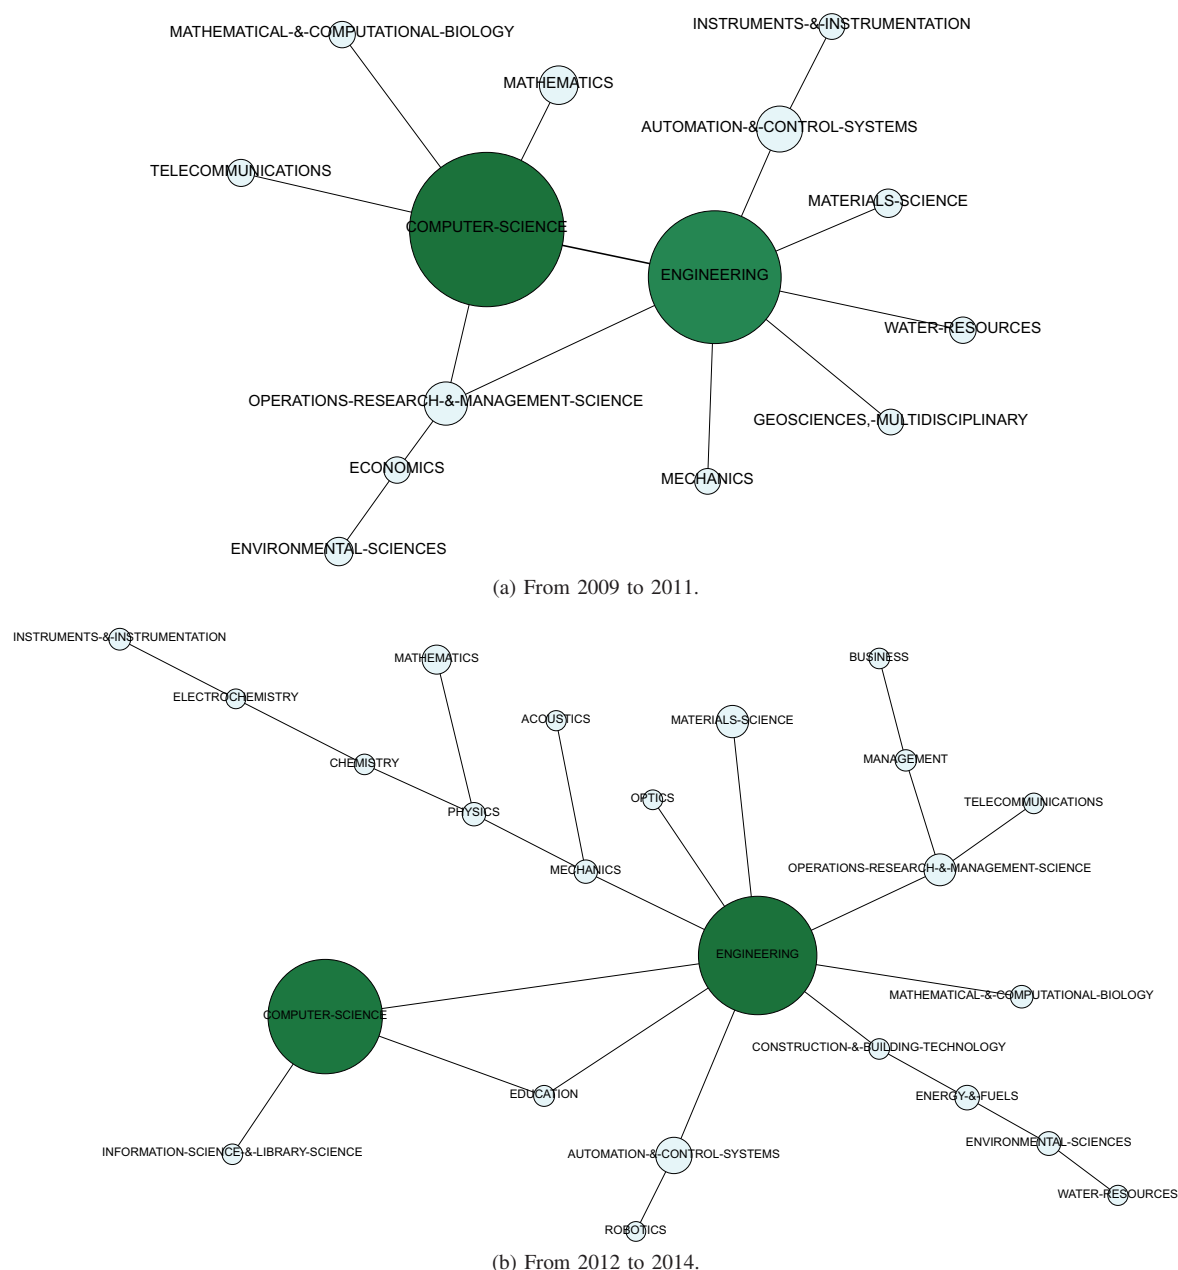 INSTRUMENTS-&-INSTRUMENTATION
MATHEMATICAL-&-COMPUTATIONAL-BIOLOGY
MATHEMATICS
AUTOMATION-&-CONTROL-SYSTEMS
TELECOMMUNICATIONS
MATERIALS-SCIENCE
COMPUTER-SCIENCE
ENGINEERING
WATER-RESOURCES
OPERATIONS-RESEARCH-&-MANAGEMENT-SCIENCE
GEOSCIENCES,-MULTIDISCIPLINARY
ECONOMICS
MECHANICS
ENVIRONMENTAL-SCIENCES
(a) From 2009 to 2011.
INSTRUMENTS-&-INSTRUMENTATION
MATHEMATICS
BUSINESS
ELECTROCHEMISTRY
ACOUSTICS
MATERIALS-SCIENCE
CHEMISTRY
MANAGEMENT
OPTICS
TELECOMMUNICATIONS
PHYSICS
MECHANICS
OPERATIONS-RESEARCH-&-MANAGEMENT-SCIENCE
ENGINEERING
MATHEMATICAL-&-COMPUTATIONAL-BIOLOGY
COMPUTER-SCIENCE
CONSTRUCTION-&-BUILDING-TECHNOLOGY
EDUCATION
ENERGY-&-FUELS
ENVIRONMENTAL-SCIENCES
INFORMATION-SCIENCE-&-LIBRARY-SCIENCE
AUTOMATION-&-CONTROL-SYSTEMS
WATER-RESOURCES
ROBOTICS
(b) From 2012 to 2014.